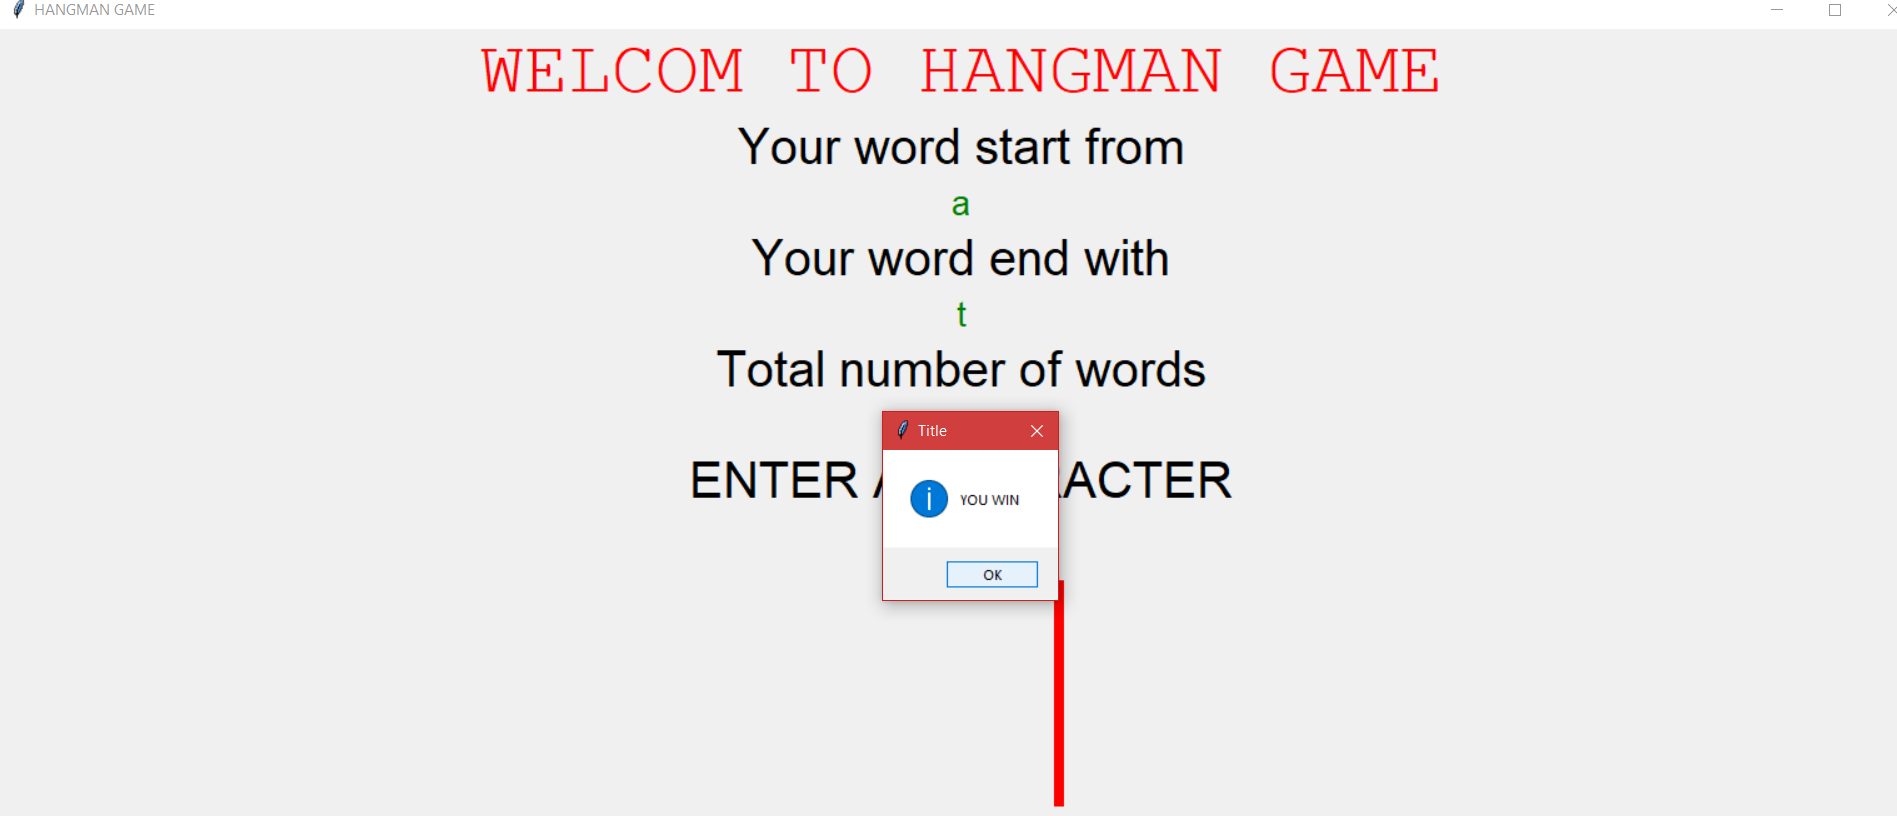 HANGMAN GAME
WELCOM TO HANGMAN GAME
Your word start from
a
Your word end with
t
Total number of words
Title
ENTER
YOU WIN
OK